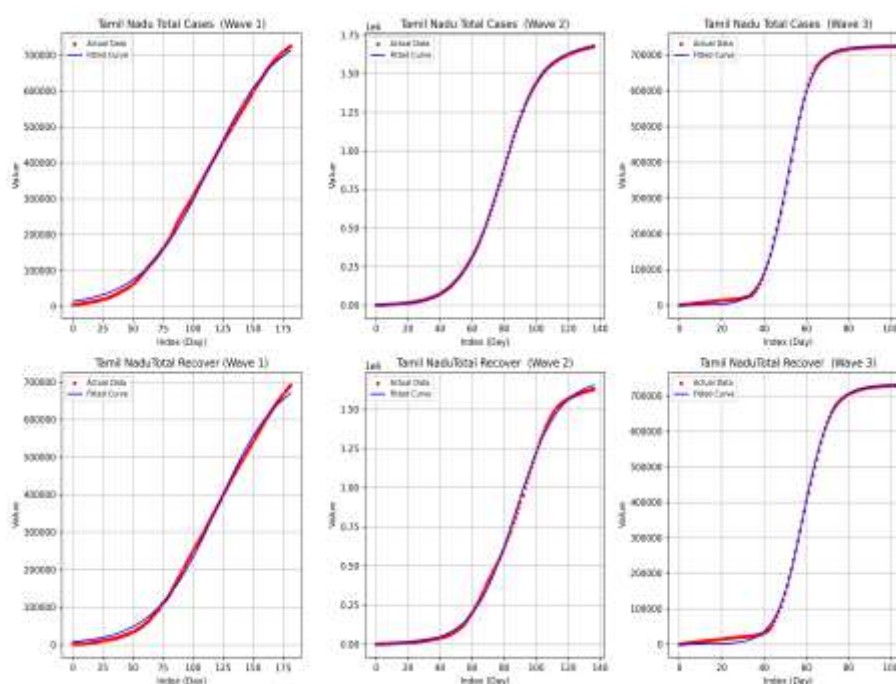 Tamil Nadu Total Cases (Wave 1)
Actual Data
Fitted Curve
700000
600000
500000
400000
300000
200000
100000
0
Value
0 25 50 75 100 125 150 175
Index (Day)
Tamil Nadu Total Cases (Wave 2)
1e6
Actual Data
Fitted Curve
1.75
1.50
1.25
1.00
0.75
0.50
0.25
0.00
Value
0 20 40 60 80 100 120 140
Index (Day)
Tamil Nadu Total Cases (Wave 3)
Actual Data
Fitted Curve
700000
600000
500000
400000
300000
200000
100000
0
Value
0 20 40 60 80 100
Index (Day)
Tamil NaduTotal Recover (Wave 1)
Actual Data
Fitted Curve
700000
600000
500000
400000
300000
200000
100000
0
Value
0 25 50 75 100 125 150 175
Index (Day)
Tamil NaduTotal Recover (Wave 2)
1e6
Actual Data
Fitted Curve
1.50
1.25
1.00
0.75
0.50
0.25
0.00
Value
0 20 40 60 80 100 120 140
Index (Day)
Tamil NaduTotal Recover (Wave 3)
Actual Data
Fitted Curve
700000
600000
500000
400000
300000
200000
100000
0
Value
0 20 40 60 80 100
Index (Day)